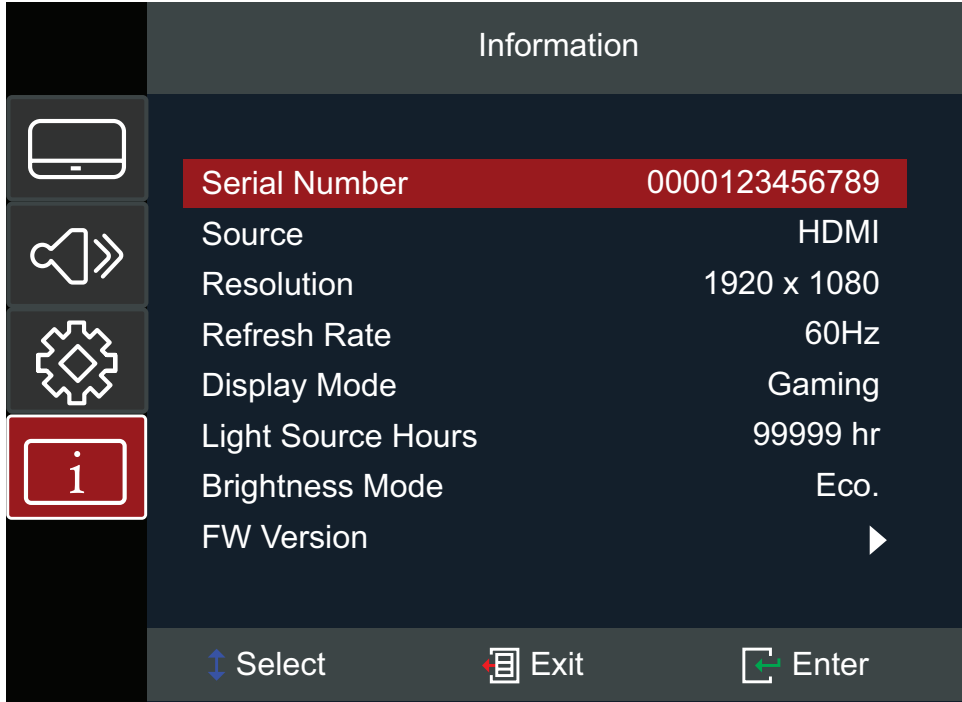 Information
Serial Number 0000123456789
Source HDMI
Resolution 1920 x 1080
Refresh Rate 60Hz
Display Mode Gaming
Light Source Hours 99999 hr
Brightness Mode Eco.
FW Version
i
Select Exit Enter